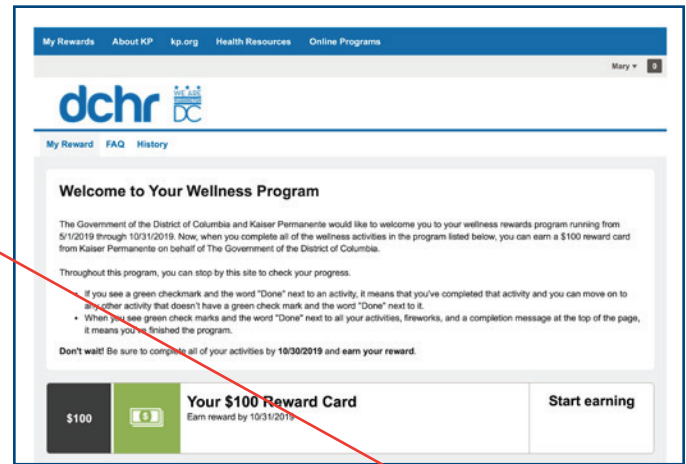 My Rewards About KP kp.org Health Resources Online Programs
Mary 0
dchr WE ARE DC
My Reward FAQ History
Welcome to Your Wellness Program
The Government of the District of Columbia and Kaiser Permanente would like to welcome you to your wellness rewards program running from
5/1/2019 through 10/31/2019. Now, when you complete all of the wellness activities in the program listed below, you can earn a $100 reward card
from Kaiser Permanente on behalf of The Government of the District of Columbia.
Throughout this program, you can stop by this site to check your progress.
• If you see a green checkmark and the word "Done" next to an activity, it means that you've completed that activity and you can move on to
any other activity that doesn't have a green check mark and the word "Done" next to it.
• When you see green check marks and the word "Done" next to all your activities, fireworks, and a completion message at the top of the page,
it means you've finished the program.
Don't wait! Be sure to complete all of your activities by 10/30/2019 and earn your reward.
$100
Your $100 Reward Card
Earn reward by 10/31/2019
Start earning